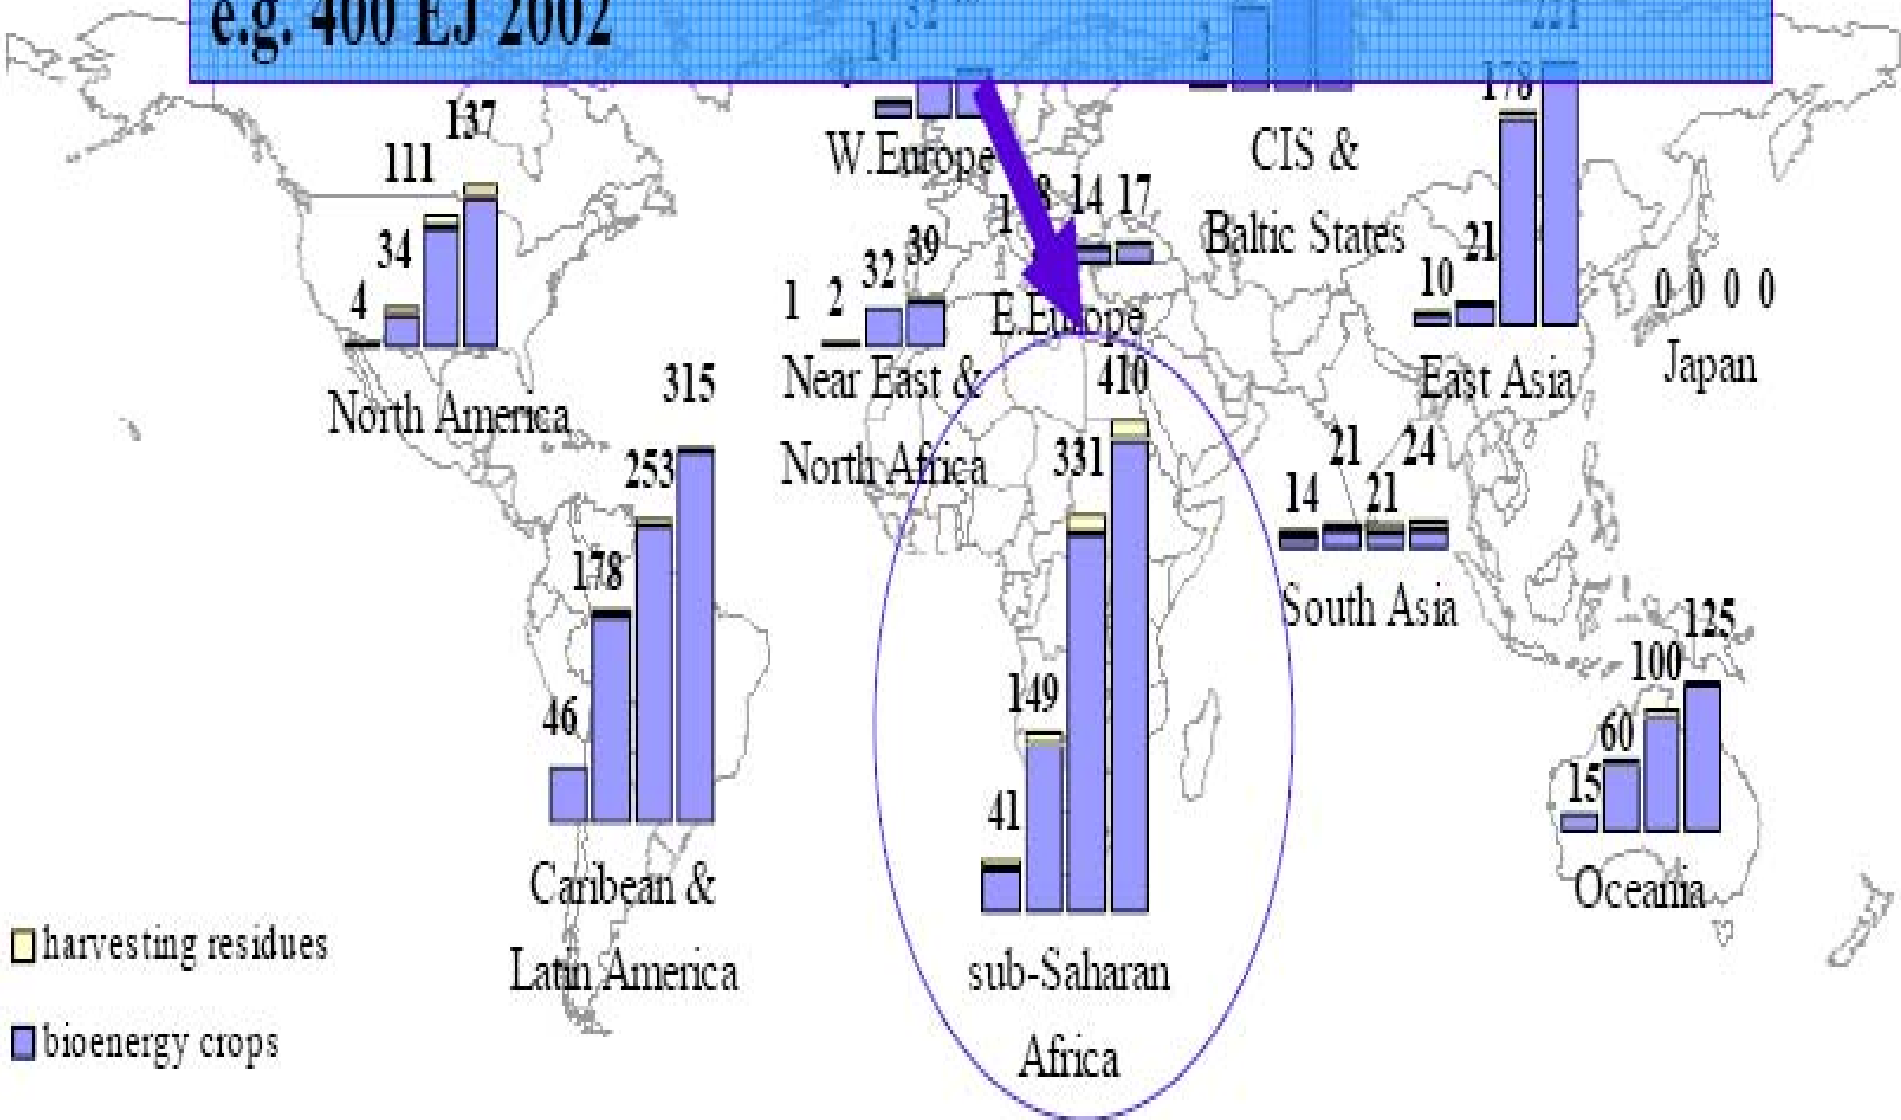 e.g. 400 EJ 2002
14 32
2
221
178
137
111
34
4
W.Europe
CIS &
Baltic States
1 8 14 17
E.Europe
1 2 32 39
Near East &
North Africa
10 21
East Asia
0 0 0 0
Japan
North America
315
253
178
46
Caribean &
Latin America
410
331
149
41
sub-Saharan
Africa
14 21 21 24
South Asia
125
100
60
15
Oceania
harvesting residues
bioenergy crops